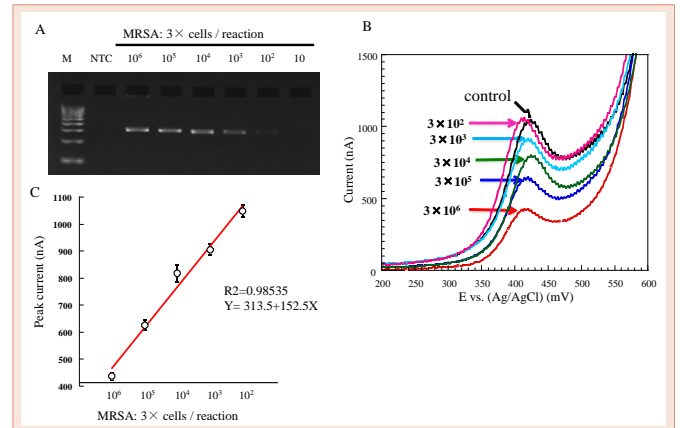 A
MRSA: 3× cells / reaction
M NTC 10⁶ 10⁵ 10⁴ 10³ 10² 10
B
1500
1000
500
0
Current (nA)
control
3×10²
3×10³
3×10⁴
3×10⁵
3×10⁶
200 250 300 350 400 450 500 550 600
E vs. (Ag/AgCl) (mV)
C
1100
1000
900
800
700
600
500
400
Peak current (nA)
R2=0.98535
Y= 313.5+152.5X
10⁶ 10⁵ 10⁴ 10³ 10²
MRSA: 3× cells / reaction